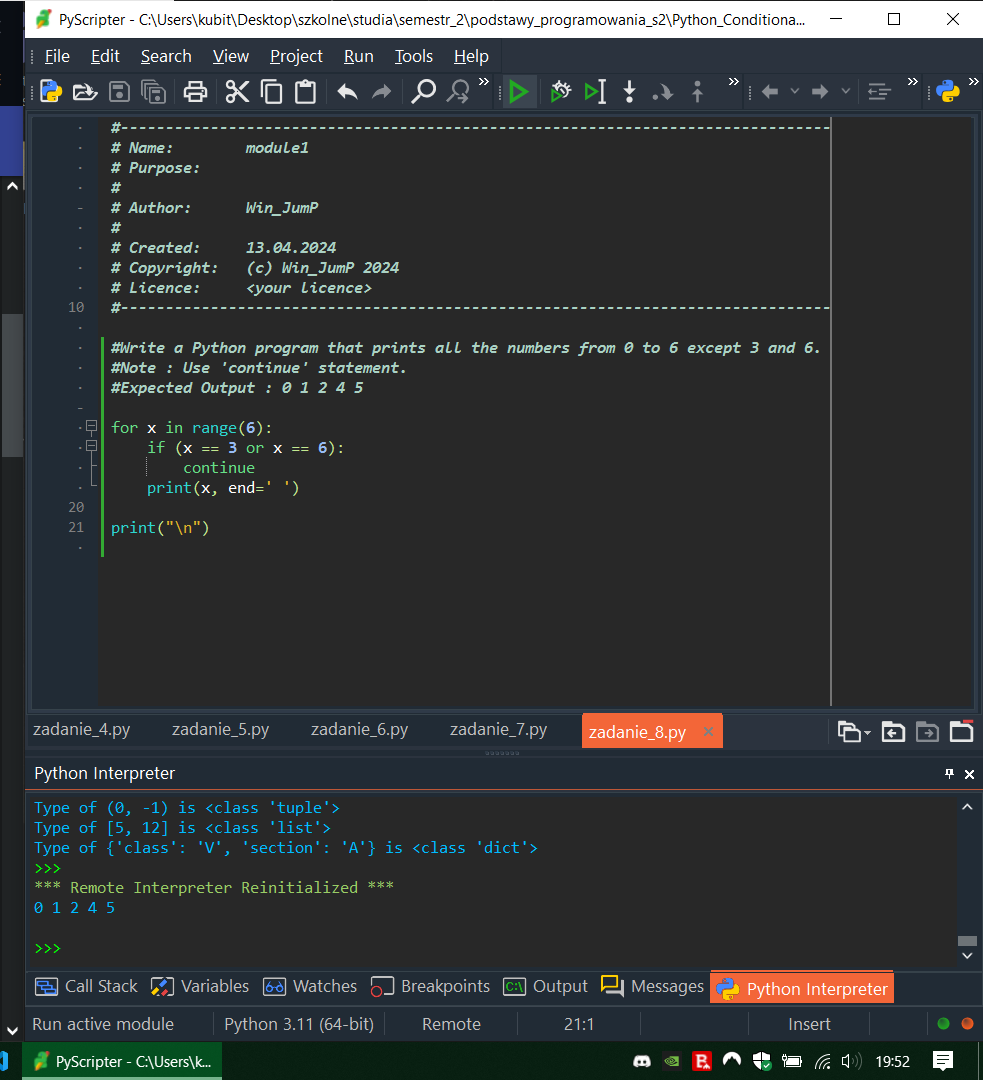 PyScripter - C:\Users\kubit\Desktop\szkolne\studia\semestr_2\podstawy_programowania_s2\Python_Conditiona...
File Edit Search View Project Run Tools Help
#-------------------------------------------------------------------------------
# Name: module1
# Purpose:
#
# Author: Win_JumP
#
# Created: 13.04.2024
# Copyright: (c) Win_JumP 2024
# Licence: <your licence>
10 #-------------------------------------------------------------------------------
#Write a Python program that prints all the numbers from 0 to 6 except 3 and 6.
#Note : Use 'continue' statement.
#Expected Output : 0 1 2 4 5
for x in range(6):
    if (x == 3 or x == 6):
        continue
    print(x, end=' ')
20
21 print("\n")
zadanie_4.py zadanie_5.py zadanie_6.py zadanie_7.py zadanie_8.py ×
Python Interpreter
Type of (0, -1) is <class 'tuple'>
Type of [5, 12] is <class 'list'>
Type of {'class': 'V', 'section': 'A'} is <class 'dict'>
>>>
*** Remote Interpreter Reinitialized ***
0 1 2 4 5
>>>
Call Stack Variables Watches Breakpoints Output Messages Python Interpreter
Run active module Python 3.11 (64-bit) Remote 21:1 Insert
PyScripter - C:\Users\k... 19:52